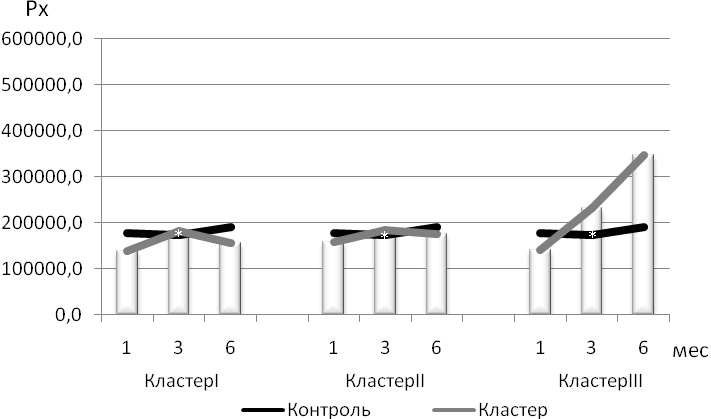 Px
600000,0
500000,0
400000,0
300000,0
200000,0
100000,0
0,0
* * *
1 3 6 1 3 6 1 3 6 мес
КластерI КластерII КластерIII
Контроль Кластер